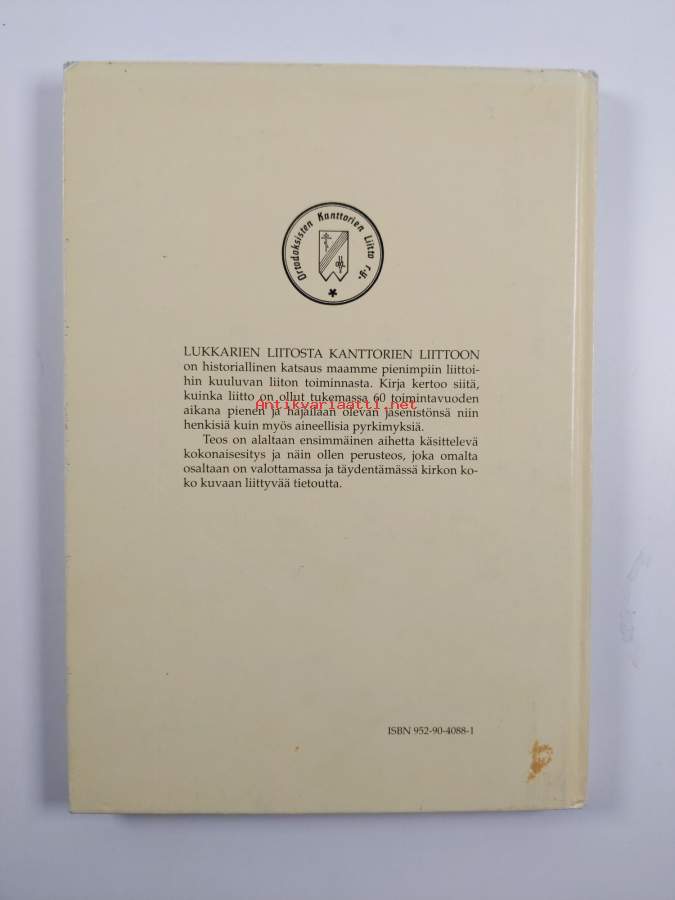 Ortodoksisten Kanttorien Liitto r.y.
LUKKARIEN LIITOSTA KANTTORIEN LIITTOON
on historiallinen katsaus maamme pienimpiin liittoi-
hin kuuluvan liiton toiminnasta. Kirja kertoo siitä,
kuinka liitto on ollut tukemassa 60 toimintavuoden
Antikvariaatti.net
aikana pienen ja hajallaan olevan jäsenistönsä niin
henkisiä kuin myös aineellisia pyrkimyksiä.
Teos on alaltaan ensimmäinen aihetta käsittelevä
kokonaisesitys ja näin ollen perusteos, joka omalta
osaltaan on valottamassa ja täydentämässä kirkon ko-
ko kuvaan liittyvää tietoutta.
ISBN 952-90-4088-1